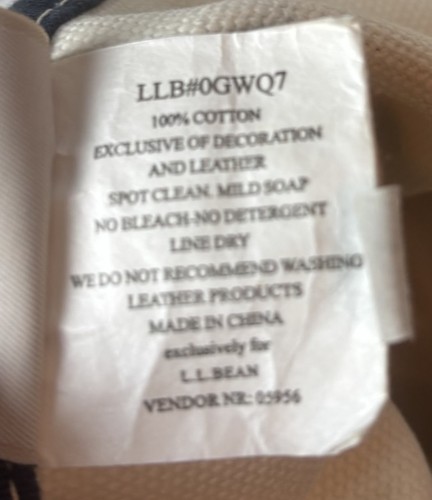 LLB#0GWQ7
100% COTTON
EXCLUSIVE OF DECORATION
AND LEATHER
SPOT CLEAN, MILD SOAP
NO BLEACH-NO DETERGENT
LINE DRY
WE DO NOT RECOMMEND WASHING
LEATHER PRODUCTS
MADE IN CHINA
exclusively for
L.L.BEAN
VENDOR NR: 05956